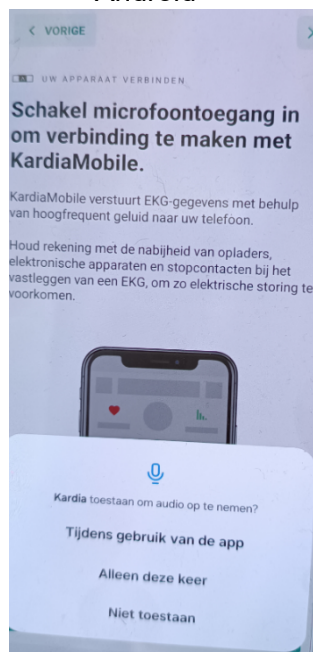 VORIGE
UW APPARAAT VERBINDEN
Schakel microfoontoegang in
om verbinding te maken met
KardiaMobile.
KardiaMobile verstuurt EKG-gegevens met behulp
van hoogfrequent geluid naar uw telefoon.
Houd rekening met de nabijheid van opladers,
elektronische apparaten en stopcontacten bij het
vastleggen van een EKG, om zo elektrische storing te
voorkomen.
Kardia toestaan om audio op te nemen?
Tijdens gebruik van de app
Alleen deze keer
Niet toestaan